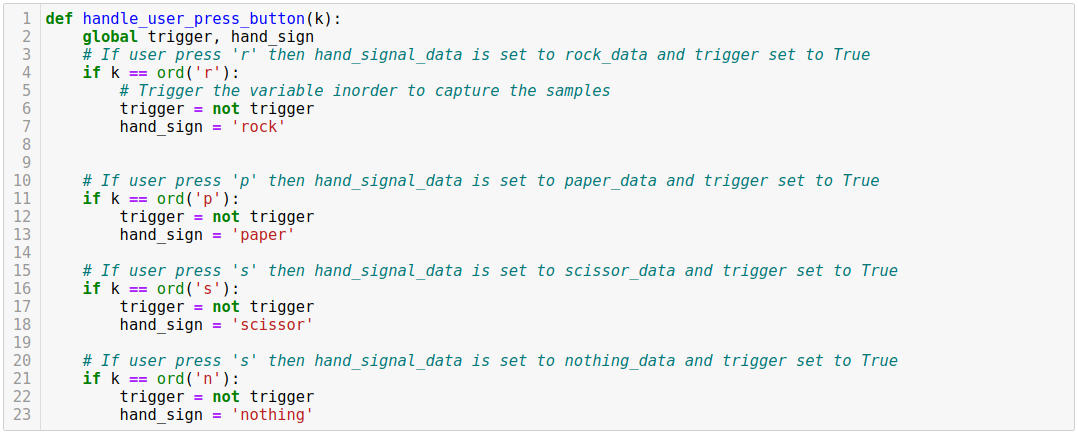 1 def handle_user_press_button(k):
2     global trigger, hand_sign
3     # If user press 'r' then hand_signal_data is set to rock_data and trigger set to True
4     if k == ord('r'):
5         # Trigger the variable inorder to capture the samples
6         trigger = not trigger
7         hand_sign = 'rock'
8
9
10     # If user press 'p' then hand_signal_data is set to paper_data and trigger set to True
11     if k == ord('p'):
12         trigger = not trigger
13         hand_sign = 'paper'
14
15     # If user press 's' then hand_signal_data is set to scissor_data and trigger set to True
16     if k == ord('s'):
17         trigger = not trigger
18         hand_sign = 'scissor'
19
20     # If user press 's' then hand_signal_data is set to nothing_data and trigger set to True
21     if k == ord('n'):
22         trigger = not trigger
23         hand_sign = 'nothing'